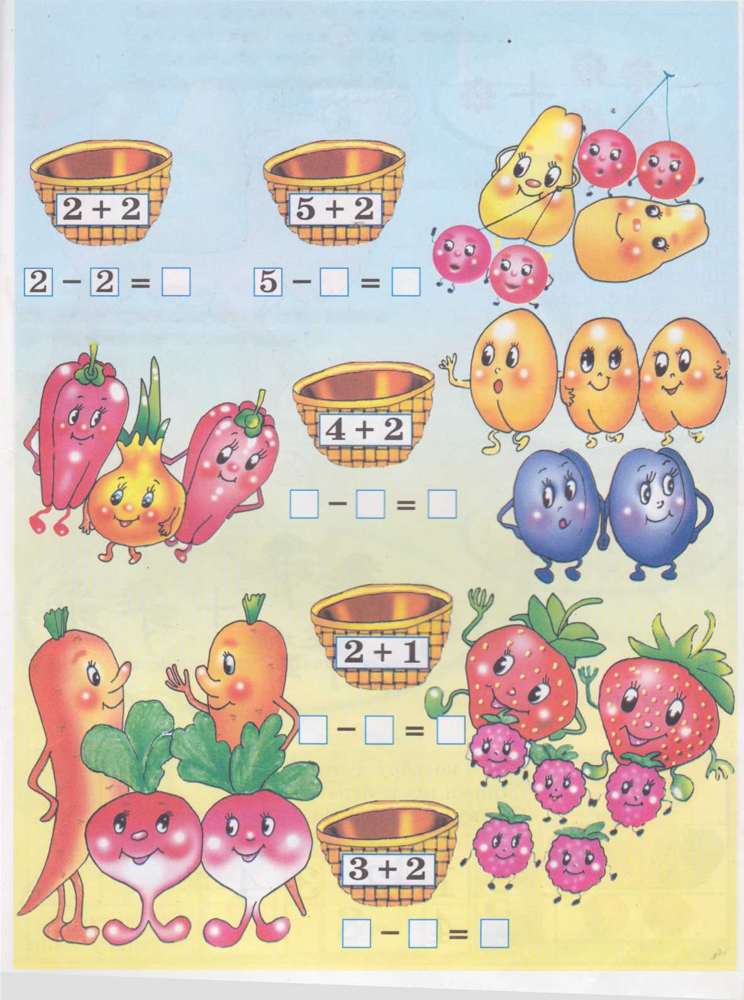 2 + 2
5 + 2
2 - 2 =
5 - =
4 + 2
- =
2 + 1
- =
3 + 2
- =